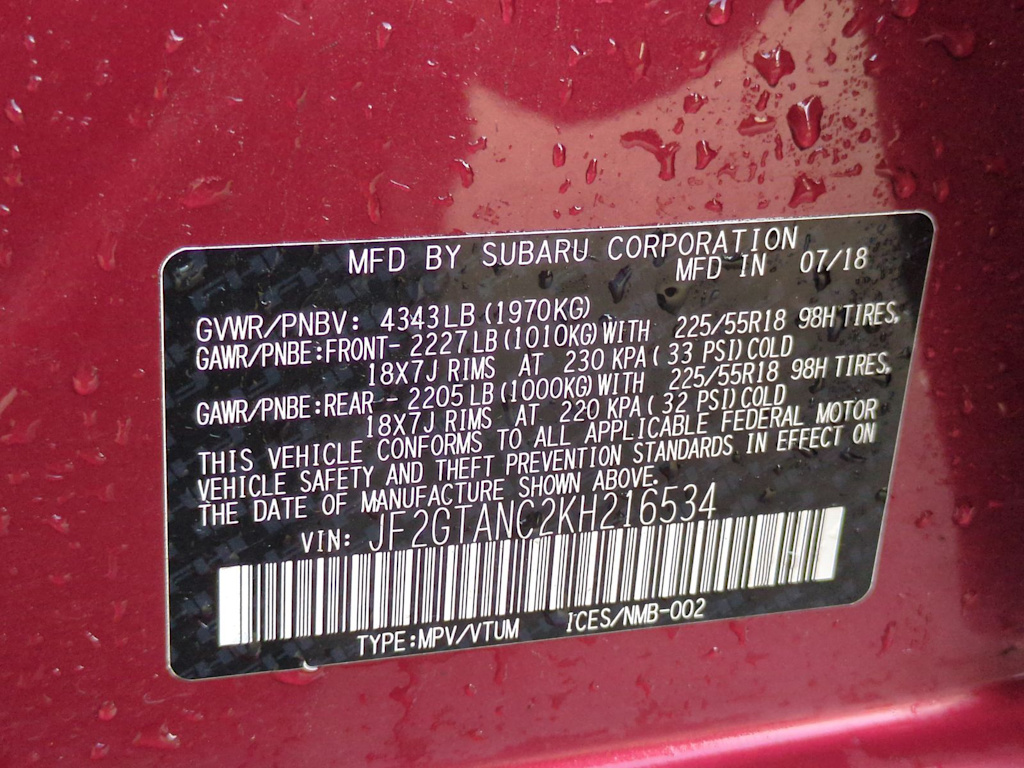 MFD BY SUBARU CORPORATION
MFD IN 07/18
GVWR/PNBV: 4343LB (1970KG)
GAWR/PNBE:FRONT- 2227LB (1010KG) WITH 225/55R18 98H TIRES,
18X7J RIMS AT 230 KPA (33 PSI) COLD
GAWR/PNBE:REAR - 2205LB (1000KG) WITH 225/55R18 98H TIRES,
18X7J RIMS AT 220 KPA (32 PSI) COLD
THIS VEHICLE CONFORMS TO ALL APPLICABLE FEDERAL MOTOR
VEHICLE SAFETY AND THEFT PREVENTION STANDARDS IN EFFECT ON
THE DATE OF MANUFACTURE SHOWN ABOVE.
VIN: JF2GTANC2KH216534
TYPE:MPV/VTUM ICES/NMB-002